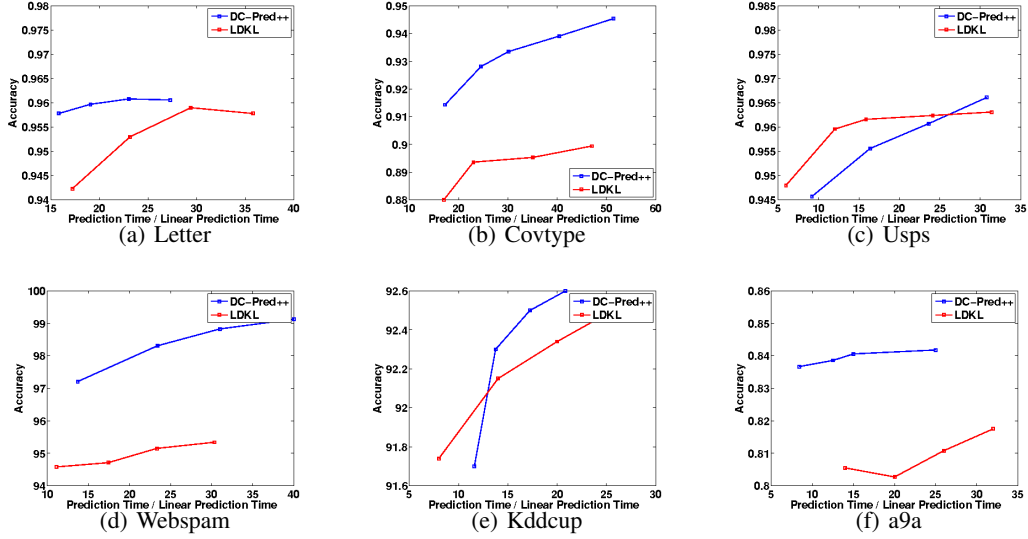 0.98
0.975
0.97
0.965
0.96
0.955
0.95
0.945
0.94
Accuracy
DC-Pred++
LDKL
15 20 25 30 35 40
Prediction Time / Linear Prediction Time
(a) Letter
0.95
0.94
0.93
0.92
0.91
0.9
0.89
0.88
Accuracy
DC-Pred++
LDKL
10 20 30 40 50 60
Prediction Time / Linear Prediction Time
(b) Covtype
0.985
0.98
0.975
0.97
0.965
0.96
0.955
0.95
0.945
Accuracy
DC-Pred++
LDKL
5 10 15 20 25 30 35
Prediction Time / Linear Prediction Time
(c) Usps
100
99
98
97
96
95
94
Accuracy
DC-Pred++
LDKL
10 20 30 40
Prediction Time / Linear Prediction Time
(d) Webspam
92.6
92.4
92.2
92
91.8
91.6
Accuracy
DC-Pred++
LDKL
5 10 15 20 25 30
Prediction Time / Linear Prediction Time
(e) Kddcup
0.86
0.85
0.84
0.83
0.82
0.81
0.8
Accuracy
DC-Pred++
LDKL
5 10 15 20 25 30 35
Prediction Time / Linear Prediction Time
(f) a9a